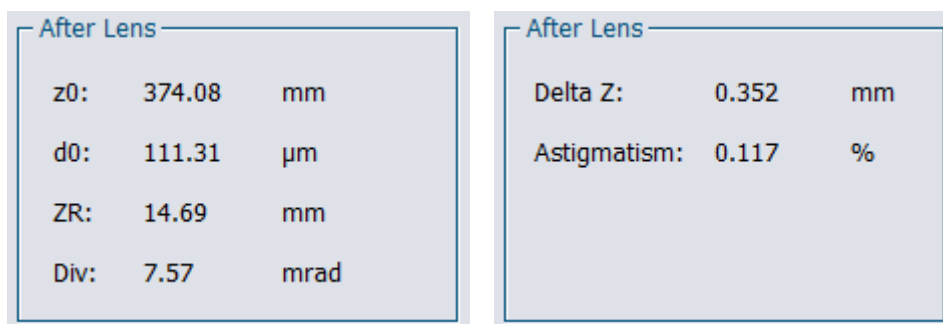 After Lens
z0: 374.08 mm
d0: 111.31 µm
ZR: 14.69 mm
Div: 7.57 mrad
After Lens
Delta Z: 0.352 mm
Astigmatism: 0.117 %